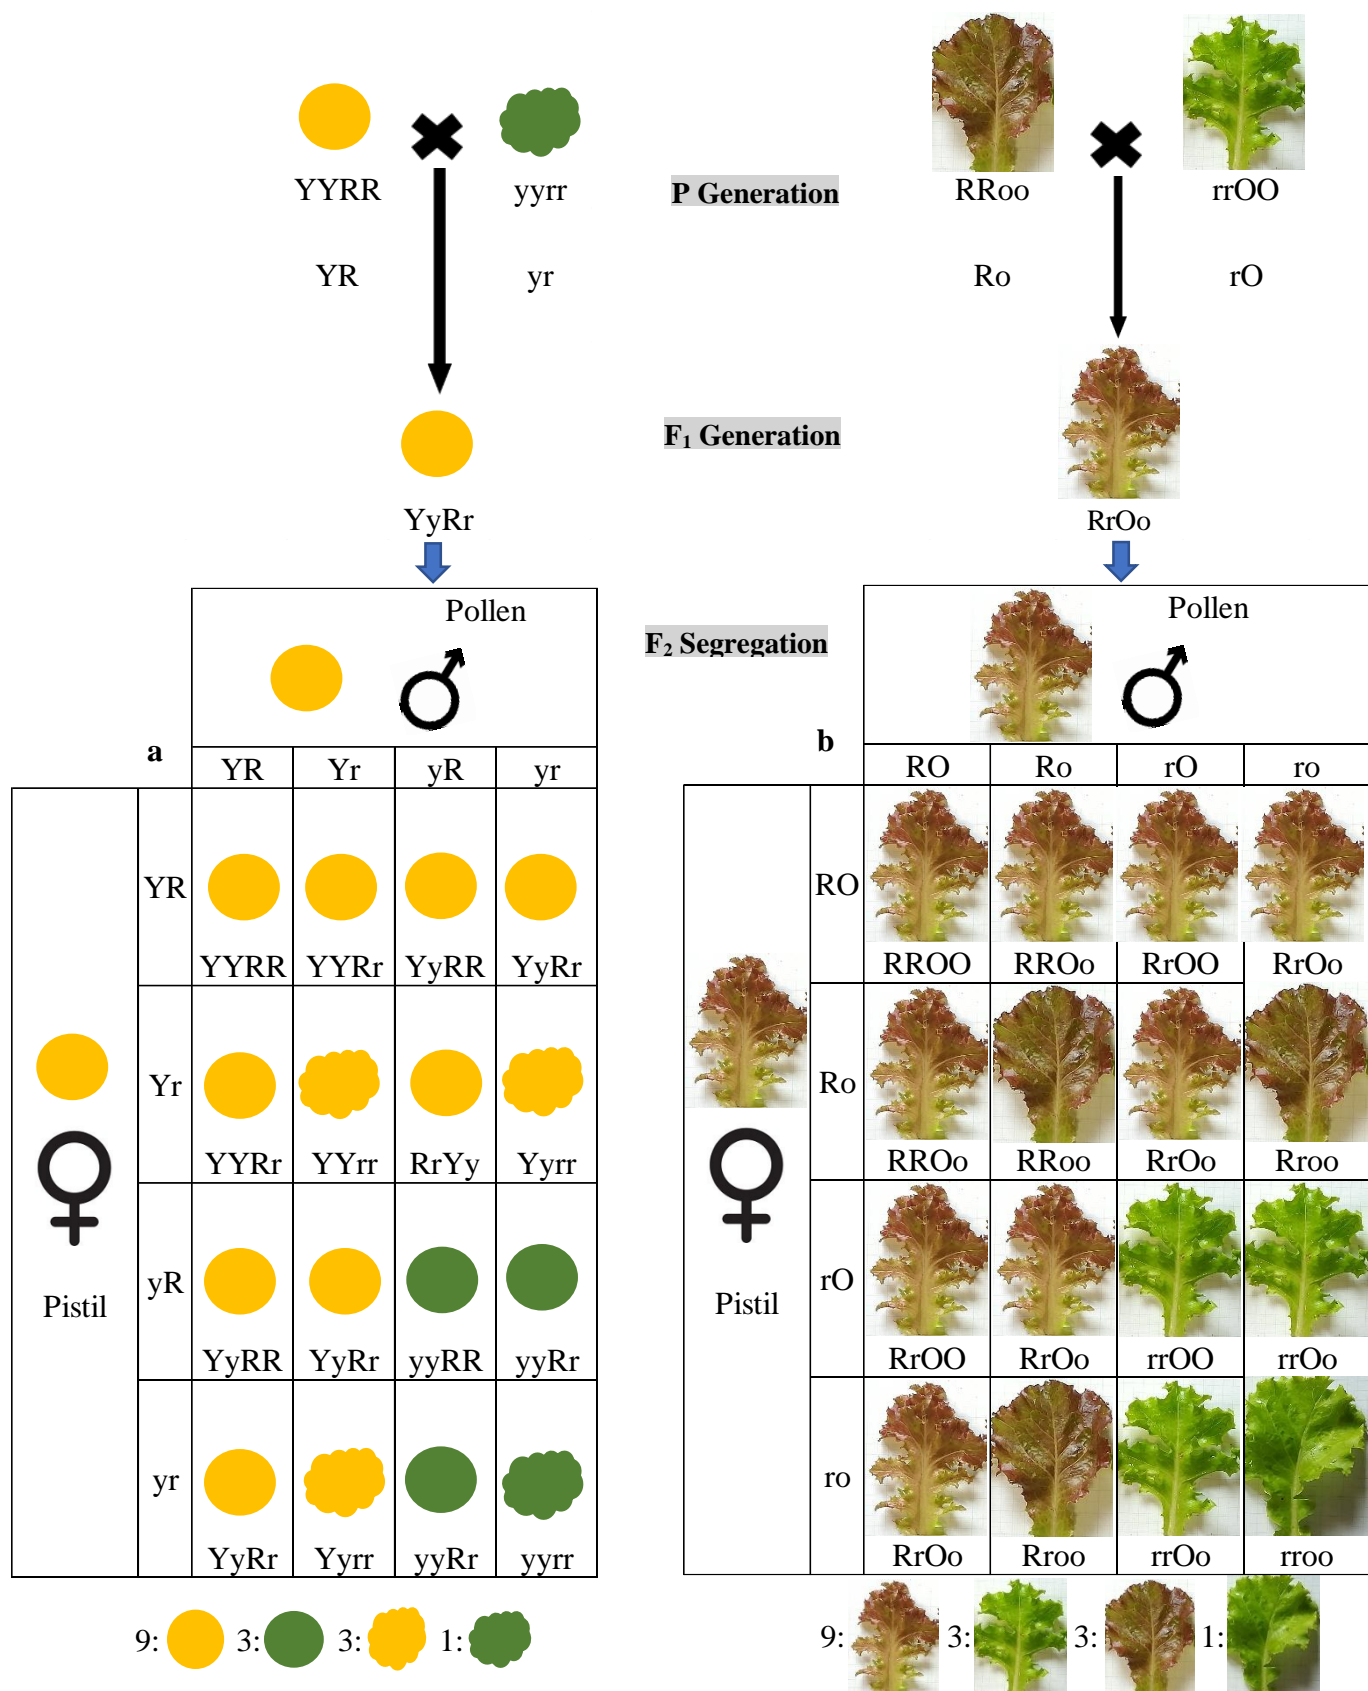 YYRR yyrr P Generation RRoo rrOO
YR yr Ro rO
F₁ Generation
YyRr RrOo
Pollen F₂ Segregation Pollen
a b
YR Yr yR yr RO Ro rO ro
YR RO
YYRR YYRr YyRR YyRr RROO RROo RrOO RrOo
Yr Ro
YYRr YYrr RrYy Yyrr RROo RRoo RrOo Rroo
yR rO
Pistil Pistil
YyRR YyRr yyRR yyRr RrOO RrOo rrOO rrOo
yr ro
YyRr Yyrr yyRr yyrr RrOo Rroo rrOo rroo
9: 3: 3: 1: 9: 3: 3: 1: